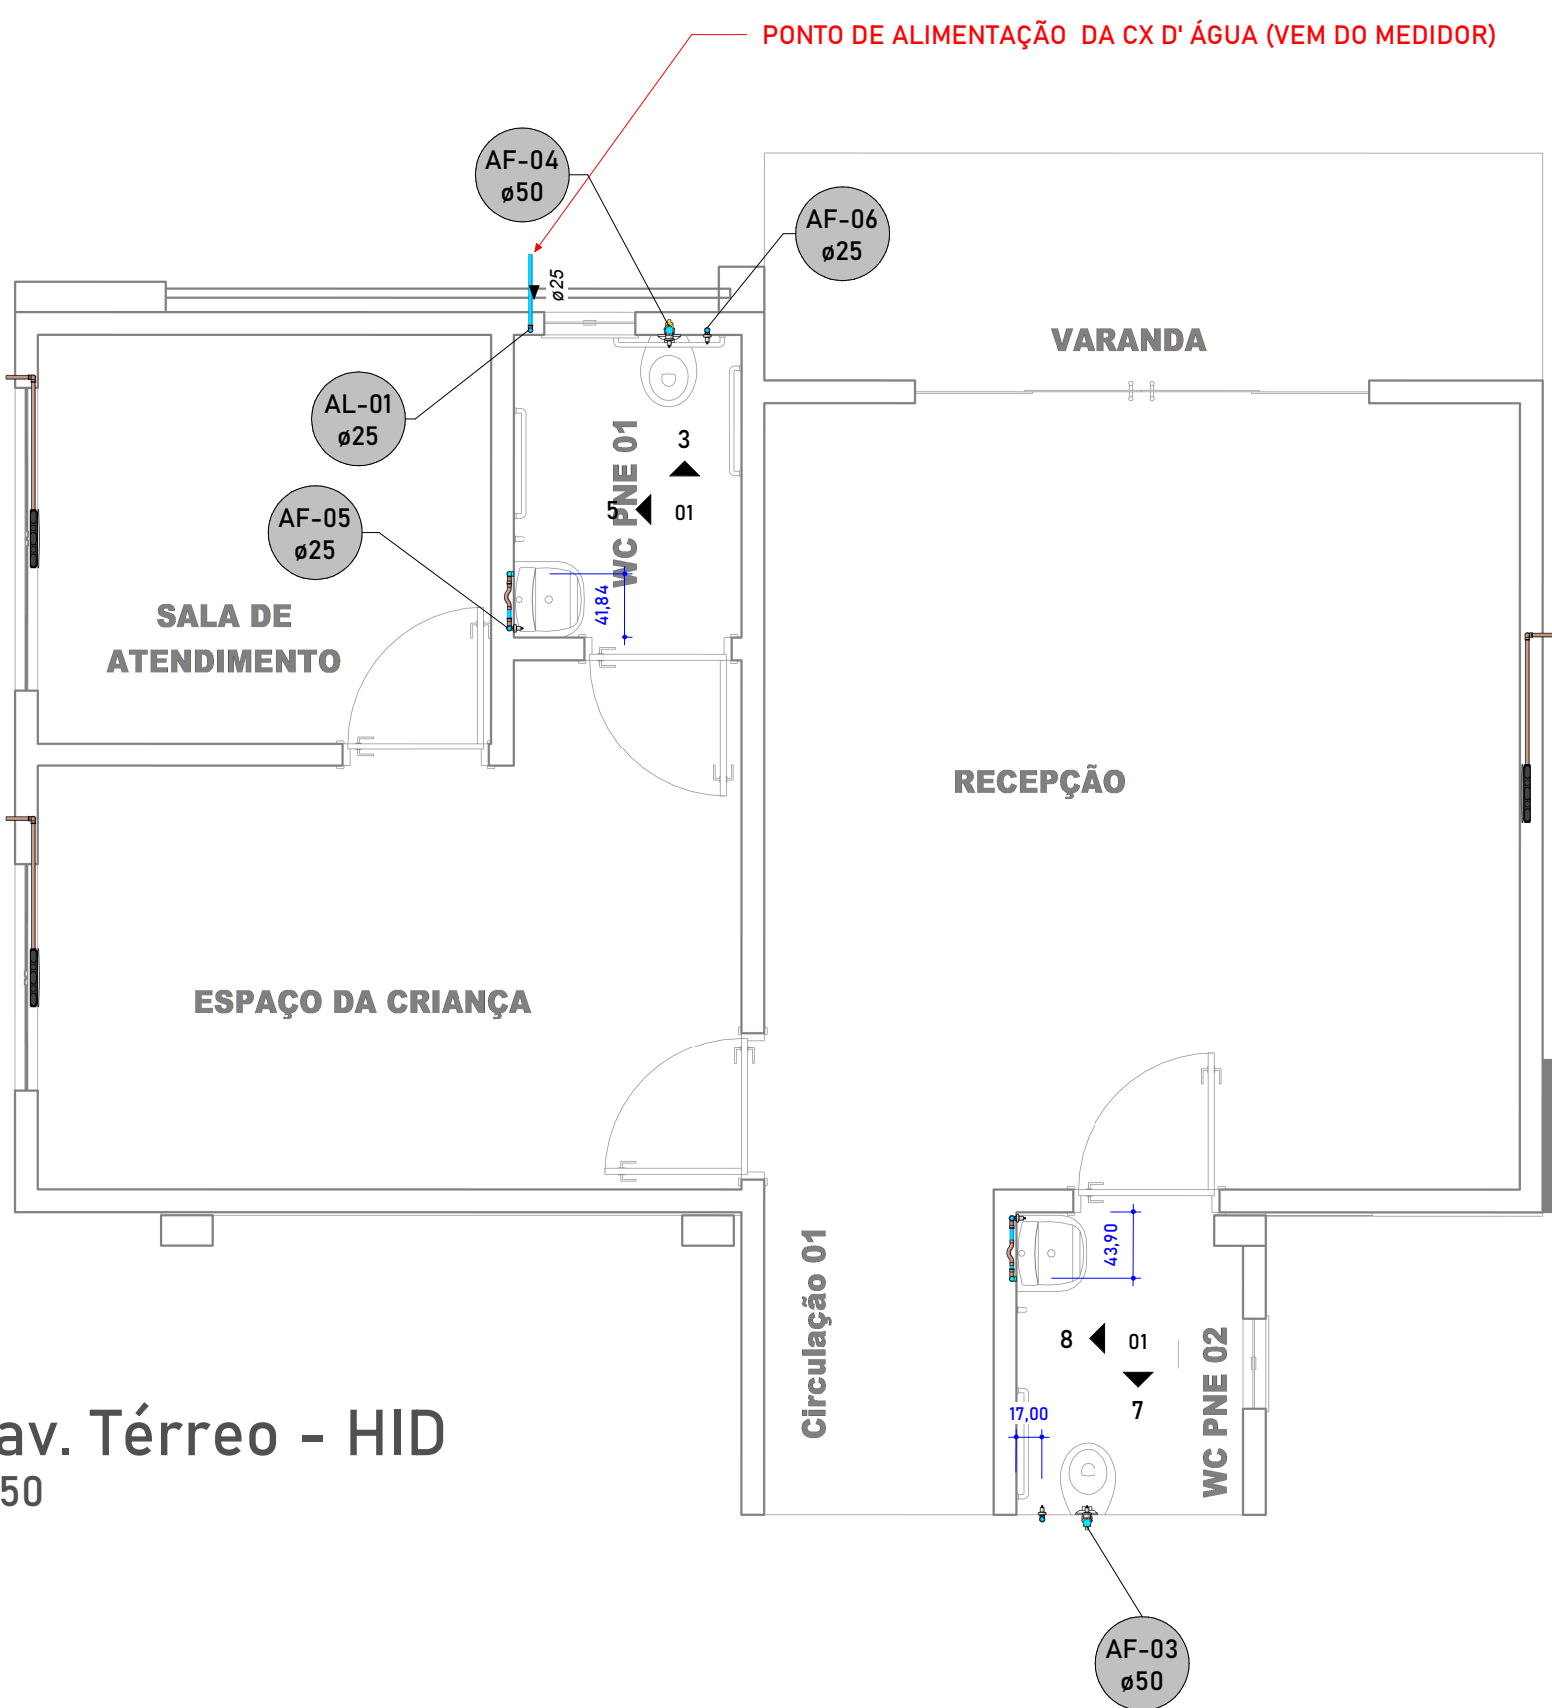 PONTO DE ALIMENTAÇÃO DA CX D' ÁGUA (VEM DO MEDIDOR)
AF-04
ø50
AF-06
ø25
ø25
VARANDA
AL-01
ø25
WC PNE 01
3
5
01
AF-05
ø25
41,84
SALA DE
ATENDIMENTO
RECEPÇÃO
ESPAÇO DA CRIANÇA
Circulação 01
43,90
8
01
7
17,00
WC PNE 02
av. Térreo - HID
50
AF-03
ø50